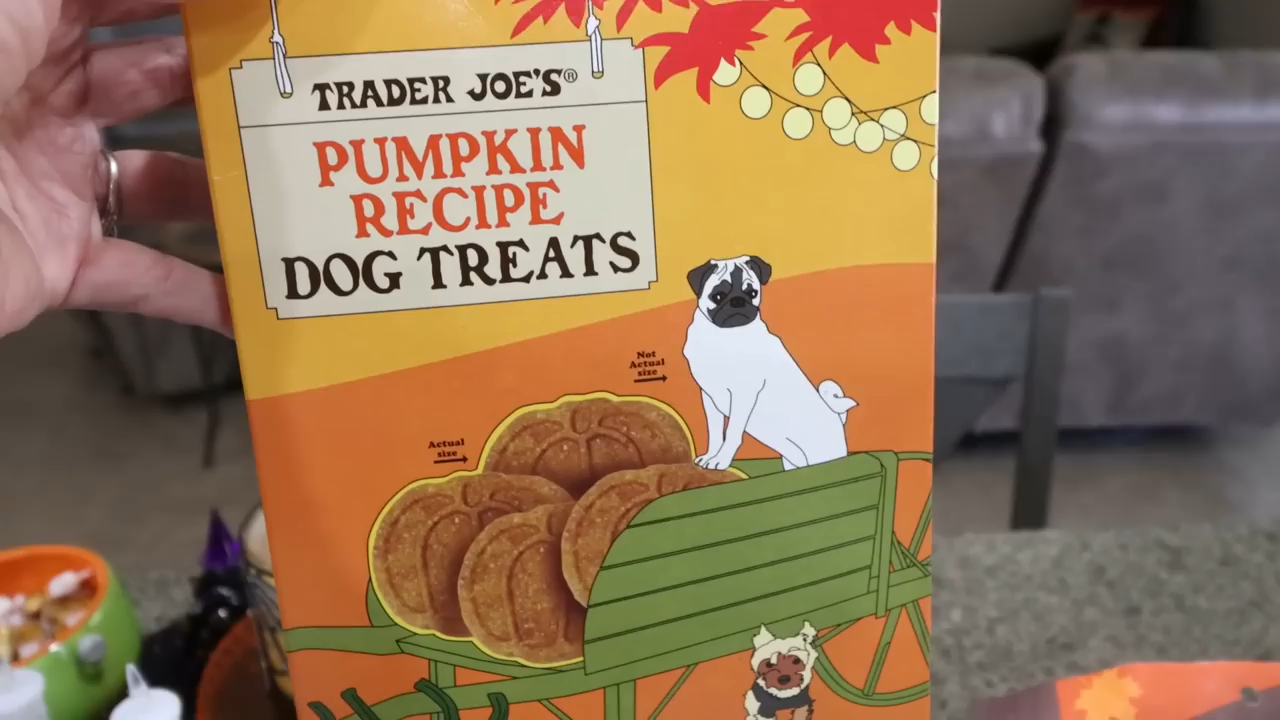 TRADER JOE'S®
PUMPKIN
RECIPE
DOG TREATS
Not
Actual
size
Actual
size